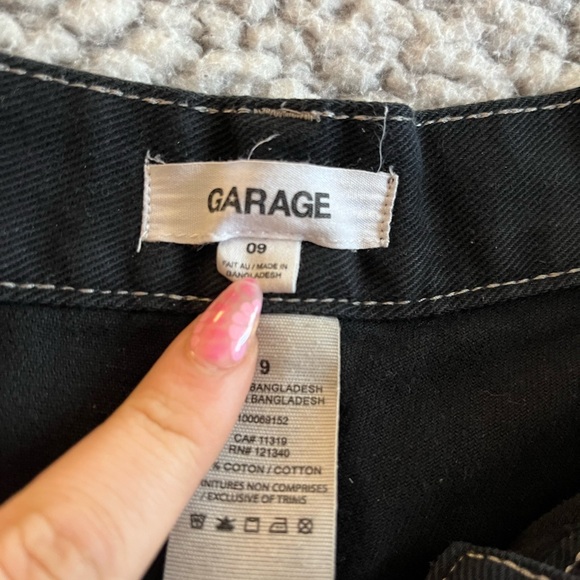 GARAGE
09
FAIT AU / MADE IN
BANGLADESH
9
BANGLADESH
BANGLADESH
100069152
CA# 11319
RN# 121340
% COTON / COTTON
NITURES NON COMPRISES
/ EXCLUSIVE OF TRIMS